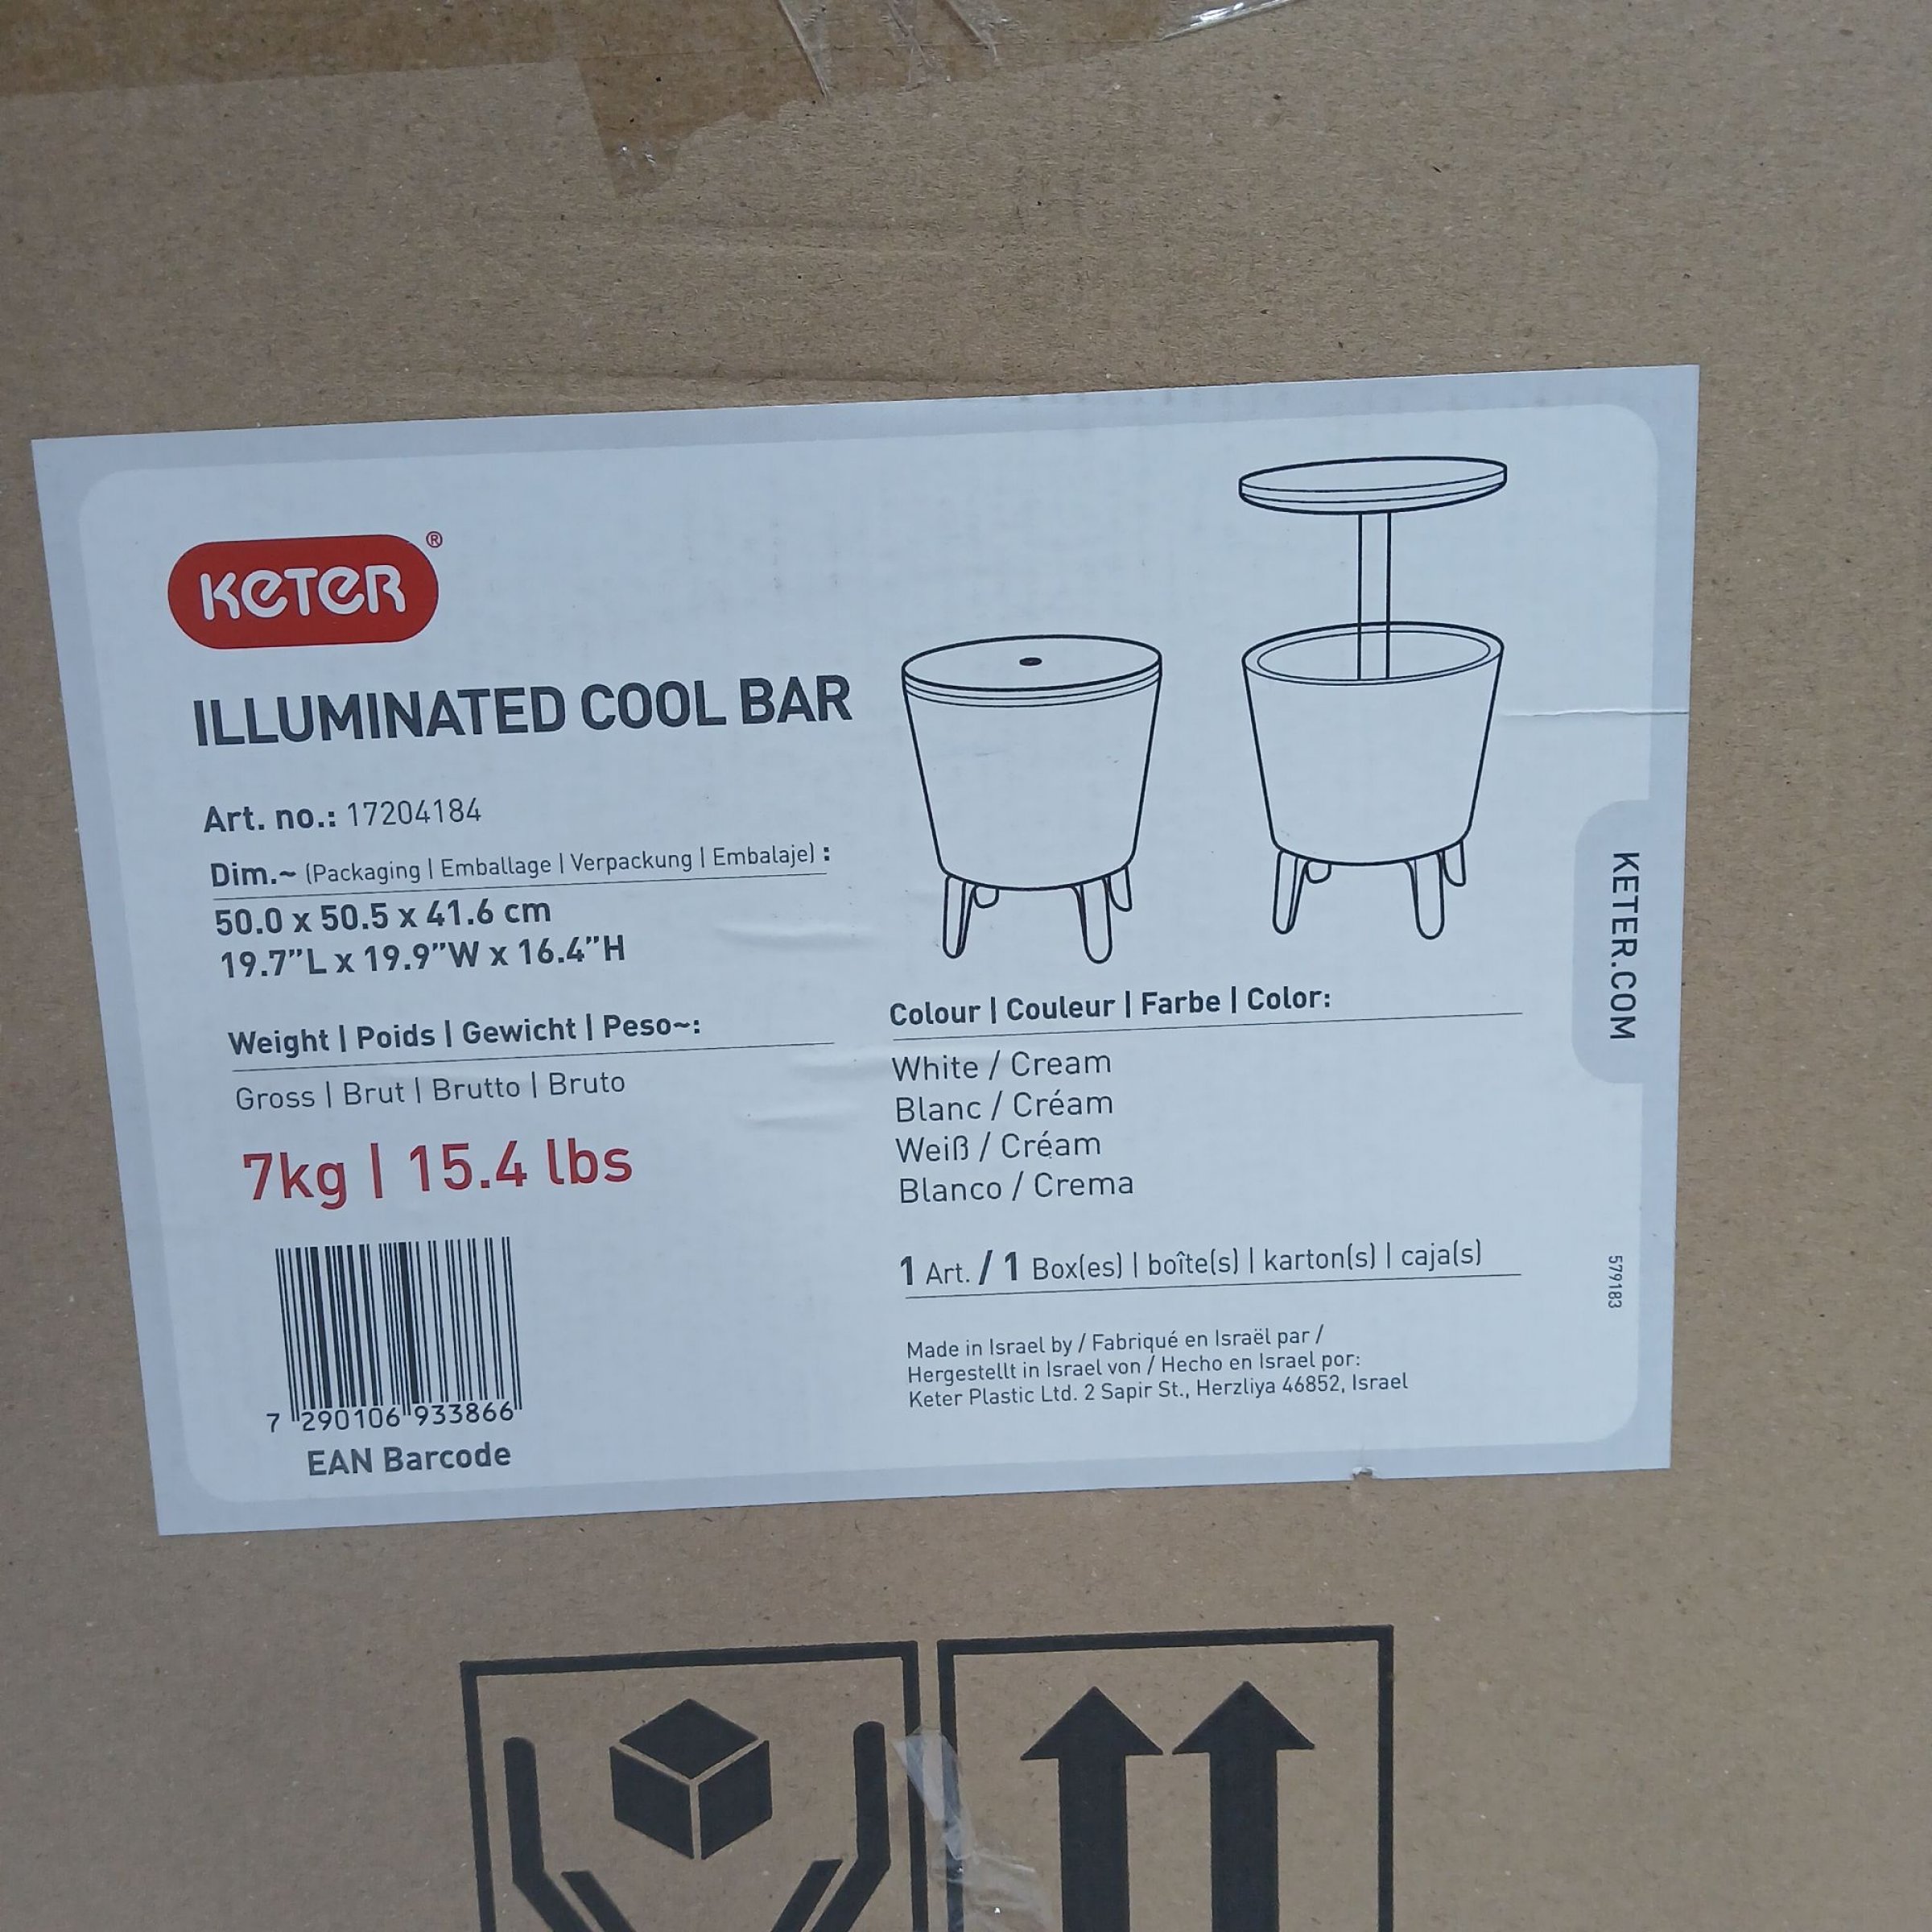 KETER®
ILLUMINATED COOL BAR
Art. no.: 17204184
Dim.~ (Packaging | Emballage | Verpackung | Embalaje) :
50.0 x 50.5 x 41.6 cm
19.7”L x 19.9”W x 16.4”H
Weight | Poids | Gewicht | Peso~:
Gross | Brut | Brutto | Bruto
7kg | 15.4 lbs
7 290106 933866
EAN Barcode
Colour | Couleur | Farbe | Color:
White / Cream
Blanc / Créam
Weiß / Créam
Blanco / Crema
1 Art. / 1 Box(es) | boîte(s) | karton(s) | caja(s)
Made in Israel by / Fabriqué en Israël par /
Hergestellt in Israel von / Hecho en Israel por:
Keter Plastic Ltd. 2 Sapir St., Herzliya 46852, Israel
KETER.COM
579183